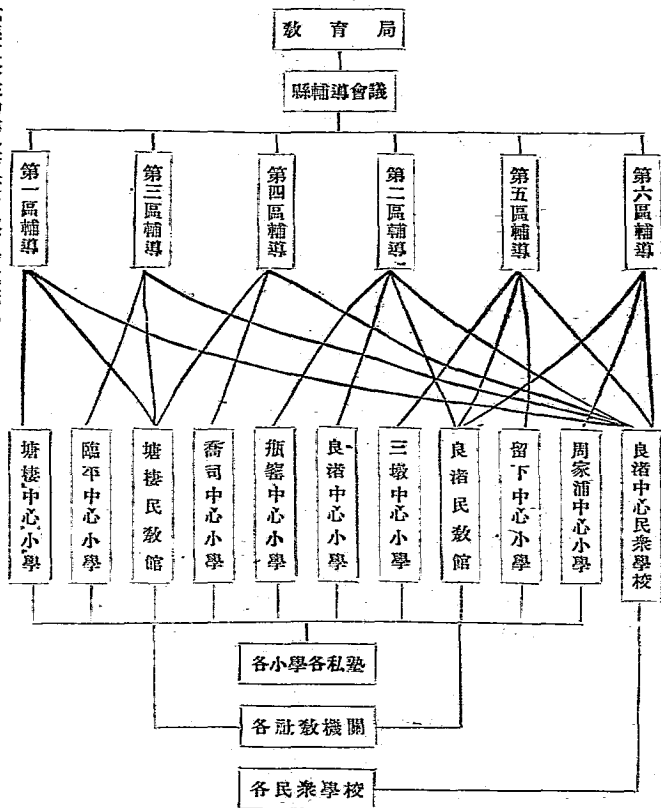 教育局
縣輔導會議
第一區輔導
第三區輔導
第四區輔導
第二區輔導
第五區輔導
第六區輔導
塘棲中心小學
臨平中心小學
塘棲民教館
喬司中心小學
瓶窰中心小學
良渚中心小學
三墩中心小學
良渚民教館
留下中心小學
周家浦中心小學
良渚中心民衆學校
各小學各私塾
各社教機關
各民衆學校